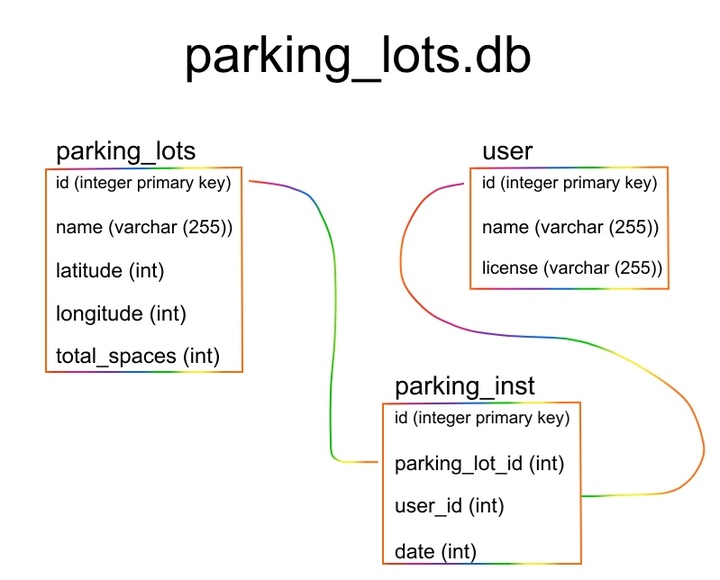 parking_lots.db
parking_lots
id (integer primary key)
name (varchar (255))
latitude (int)
longitude (int)
total_spaces (int)
user
id (integer primary key)
name (varchar (255))
license (varchar (255))
parking_inst
id (integer primary key)
parking_lot_id (int)
user_id (int)
date (int)